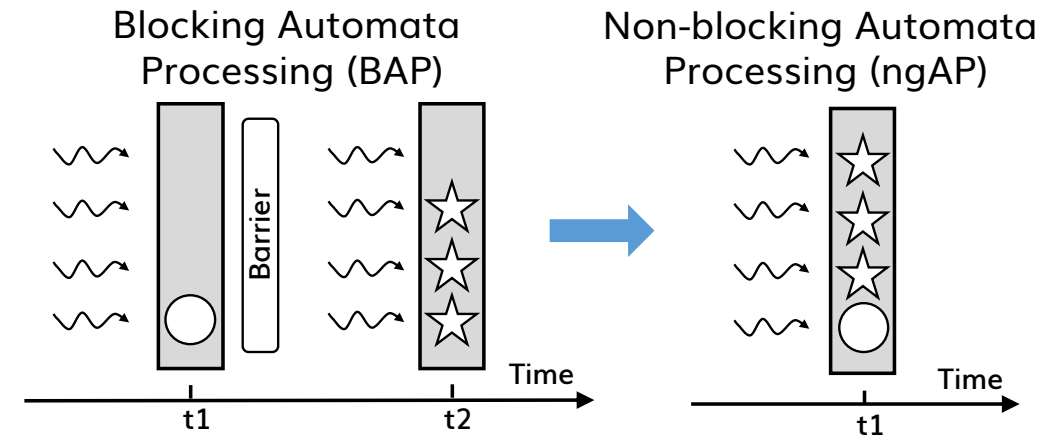 Blocking Automata
Processing (BAP)
Non-blocking Automata
Processing (ngAP)
Barrier
Time
t1
t2
Time
t1